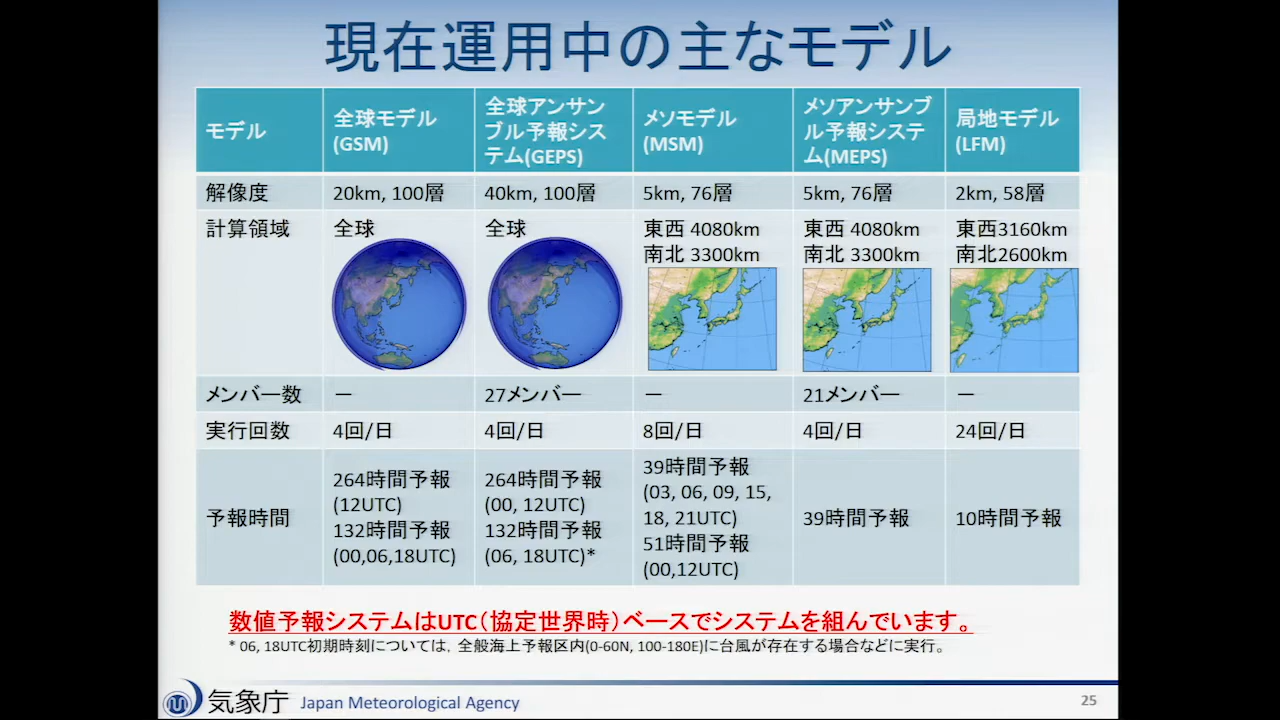 現在運用中の主なモデル
モデル
全球モデル
(GSM)
全球アンサン
ブル予報シス
テム(GEPS)
メソモデル
(MSM)
メソアンサンブ
ル予報システ
ム(MEPS)
局地モデル
(LFM)
解像度
20km, 100層
40km, 100層
5km, 76層
5km, 76層
2km, 58層
計算領域
全球
全球
東西 4080km
南北 3300km
東西 4080km
南北 3300km
東西3160km
南北2600km
メンバー数
—
27メンバー
—
21メンバー
—
実行回数
4回/日
4回/日
8回/日
4回/日
24回/日
予報時間
264時間予報
(12UTC)
132時間予報
(00,06,18UTC)
264時間予報
(00, 12UTC)
132時間予報
(06, 18UTC)*
39時間予報
(03, 06, 09, 15,
18, 21UTC)
51時間予報
(00,12UTC)
39時間予報
10時間予報
数値予報システムはUTC（協定世界時）ベースでシステムを組んでいます。
* 06, 18UTC初期時刻については, 全般海上予報区内(0-60N, 100-180E)に台風が存在する場合などに実行。
気象庁 Japan Meteorological Agency
25